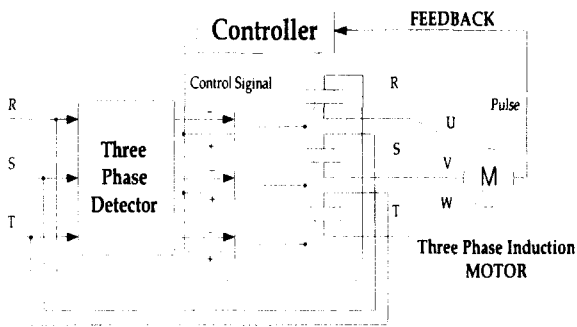 Controller
FEEDBACK
Control Siginal
R
R
Pulse
U
S
S
V
M
Three
Phase
Detector
T
T
W
-
+
-
+
-
+
Three Phase Induction
MOTOR